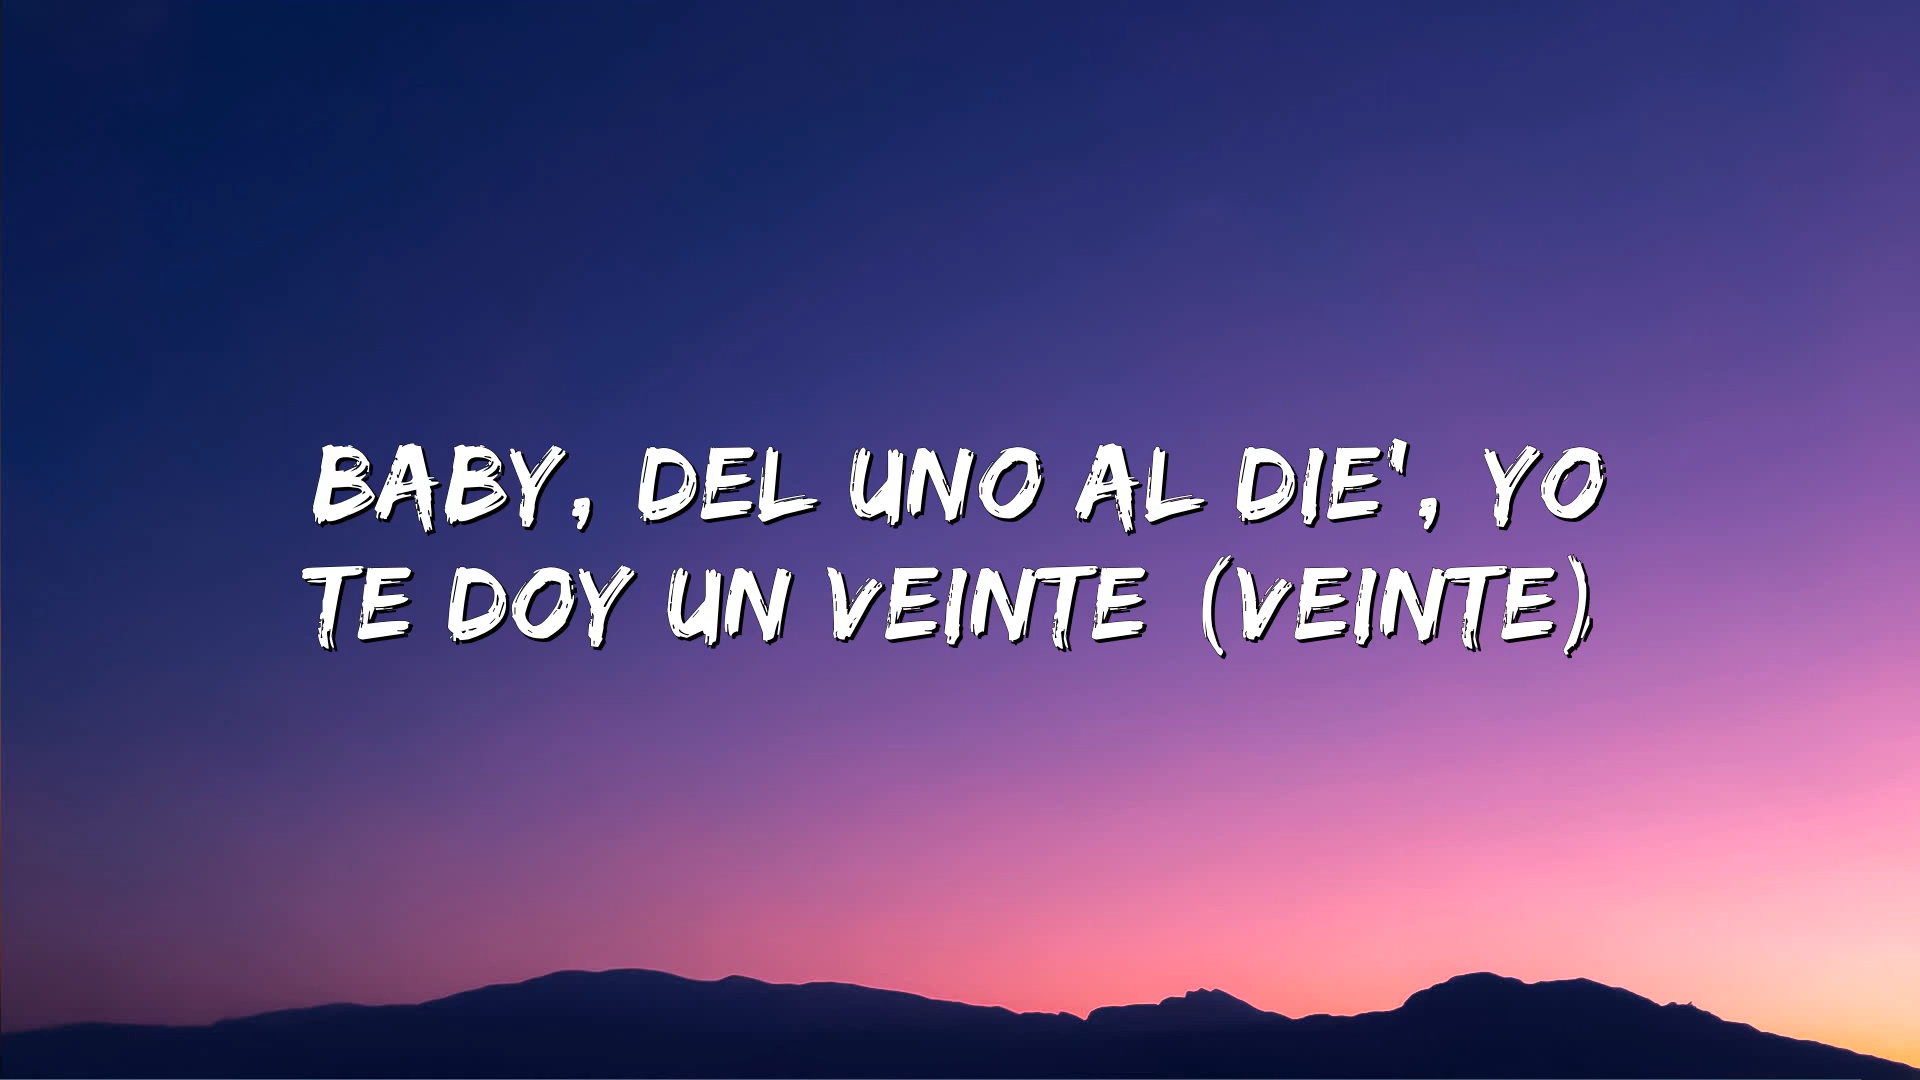 BABY, DEL UNO AL DIE', YO
TE DOY UN VEINTE (VEINTE)